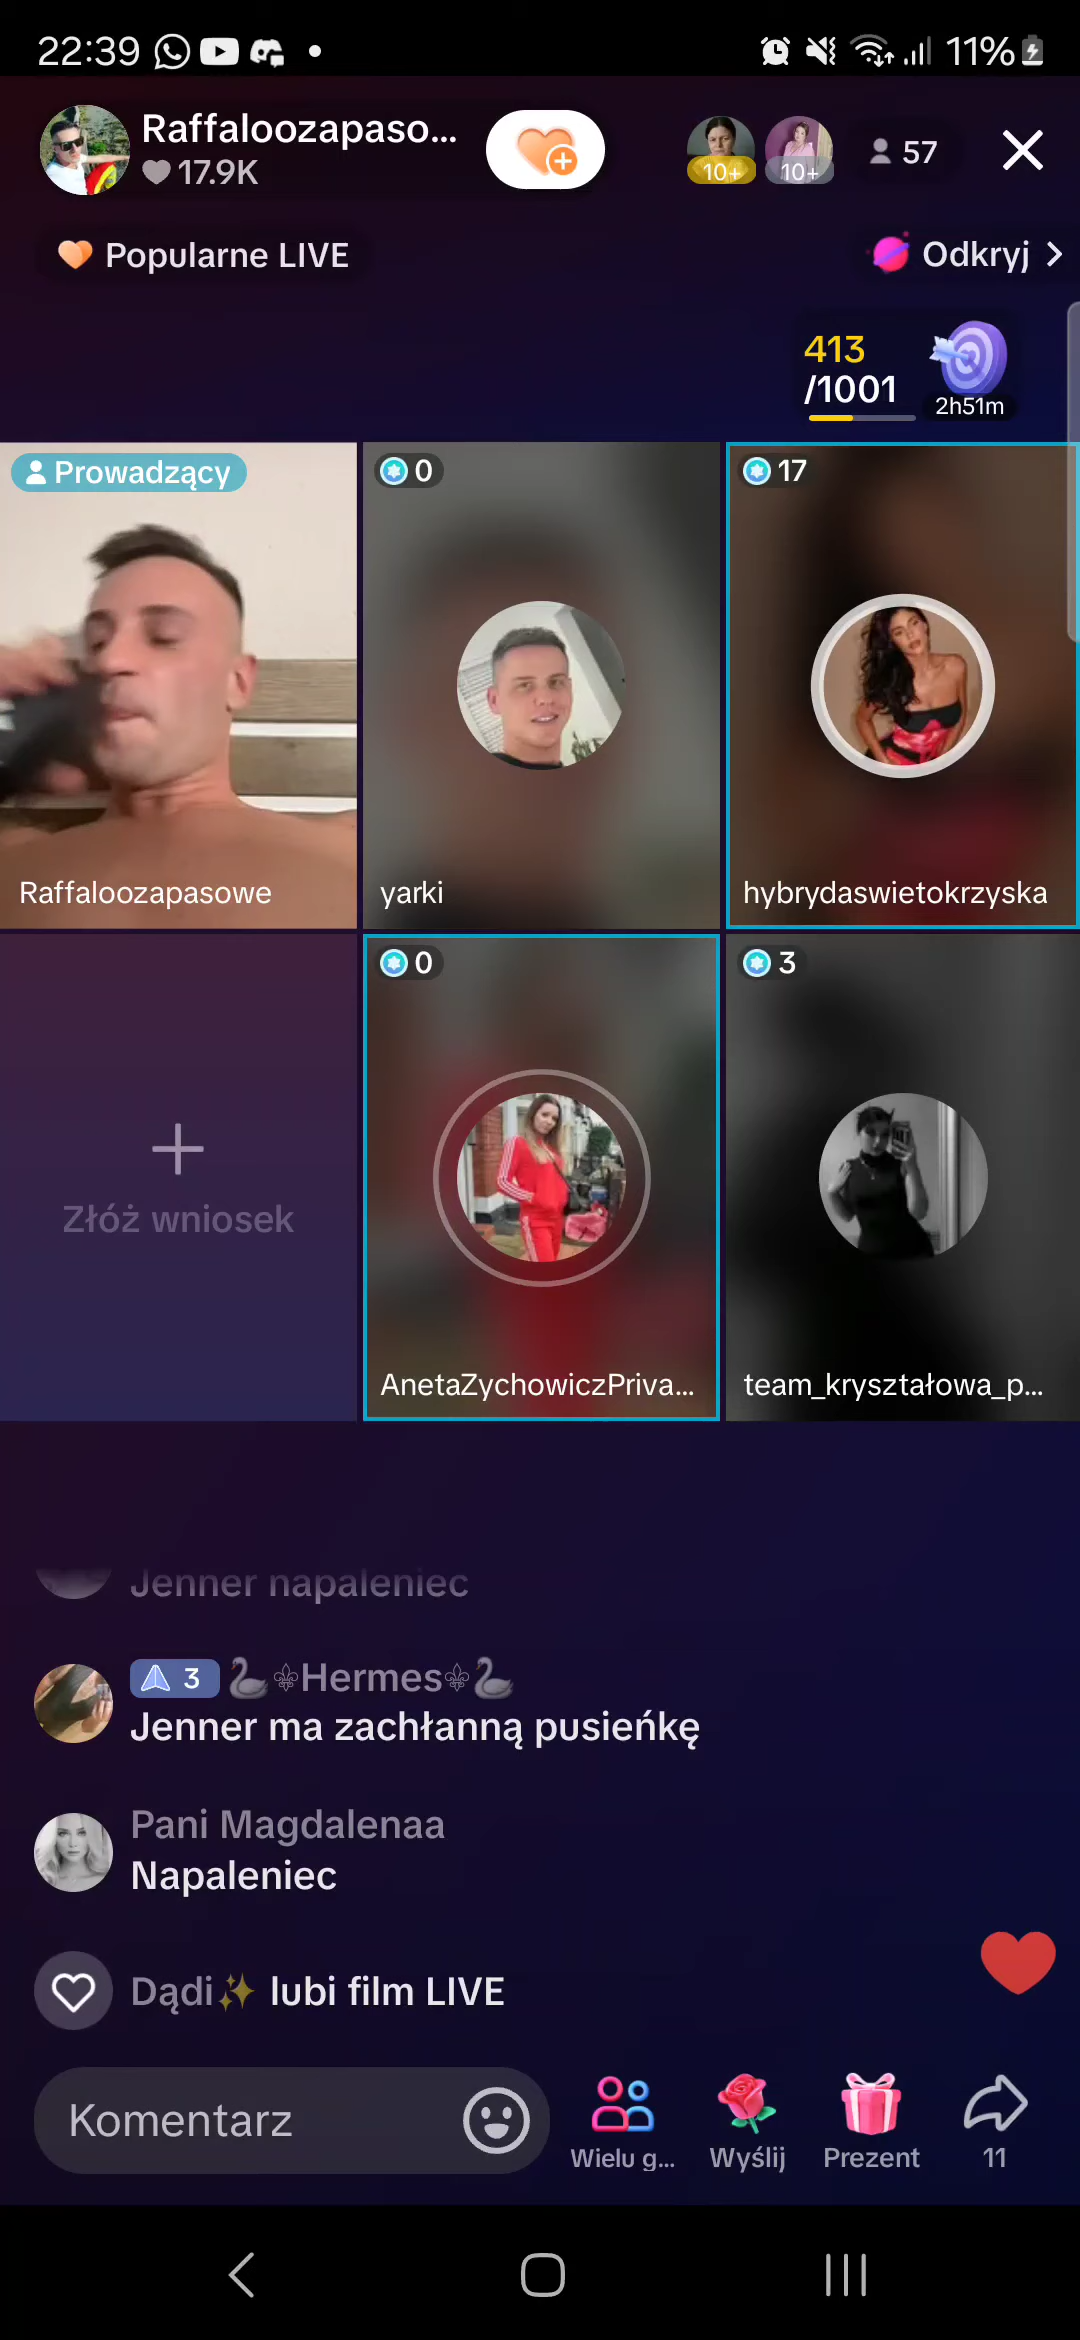 22:39 11%
Raffaloozapaso...
17.9K
10+ 10+ 57
Popularne LIVE
Odkryj
413
/1001
2h51m
Prowadzący
0
17
Raffaloozapasowe
yarki
hybrydaswietokrzyska
0
3
Złóż wniosek
AnetaZychowiczPriva...
team_kryształowa_p...
Jenner napaleniec
3 🦢⚜Hermes⚜🦢
Jenner ma zachłanną pusieńkę
Pani Magdalenaa
Napaleniec
Dądi✨ lubi film LIVE
Komentarz
Wielu g...
Wyślij
Prezent
11